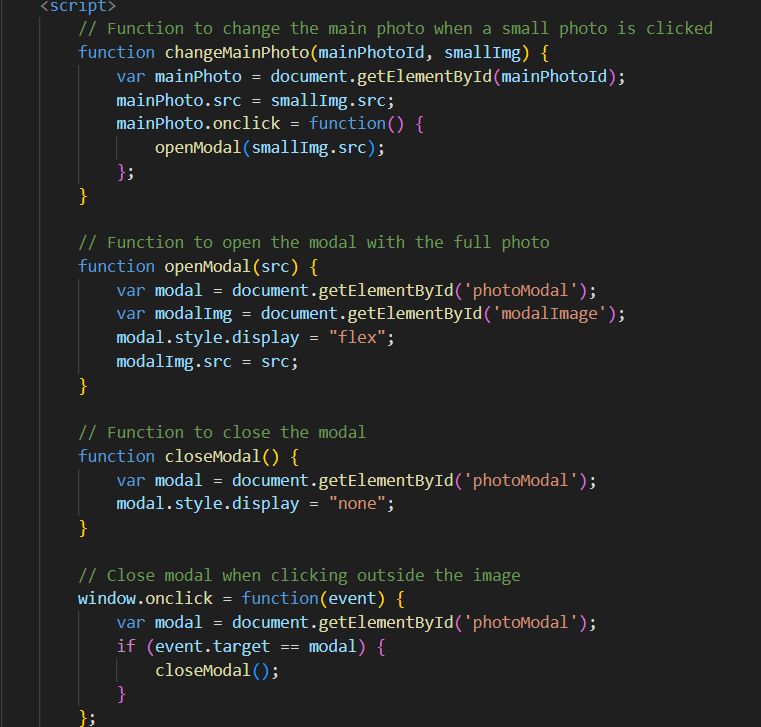 <script>
// Function to change the main photo when a small photo is clicked
function changeMainPhoto(mainPhotoId, smallImg) {
var mainPhoto = document.getElementById(mainPhotoId);
mainPhoto.src = smallImg.src;
mainPhoto.onclick = function() {
openModal(smallImg.src);
};
}
// Function to open the modal with the full photo
function openModal(src) {
var modal = document.getElementById('photoModal');
var modalImg = document.getElementById('modalImage');
modal.style.display = "flex";
modalImg.src = src;
}
// Function to close the modal
function closeModal() {
var modal = document.getElementById('photoModal');
modal.style.display = "none";
}
// Close modal when clicking outside the image
window.onclick = function(event) {
var modal = document.getElementById('photoModal');
if (event.target == modal) {
closeModal();
}
};